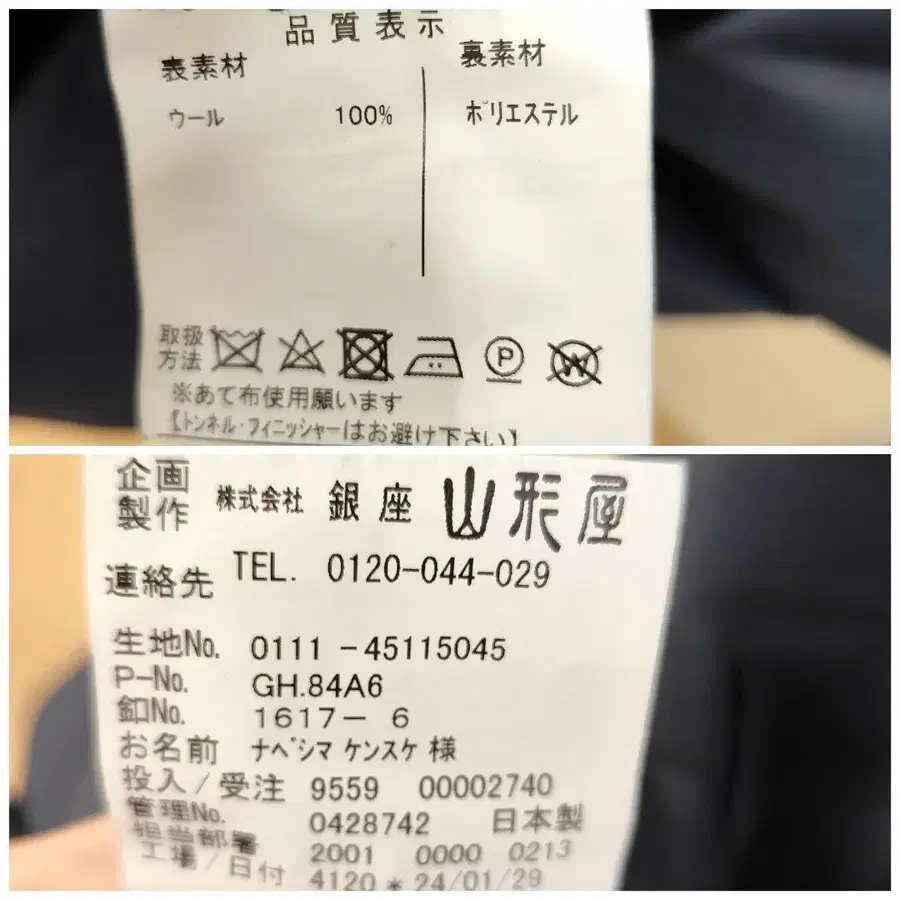 品質表示
表素材
裏素材
ウール 100% ポリエステル
取扱
方法
P
W
※あて布使用願います
【トンネル・フィニッシャーはお避け下さい】
企画
製作 株式会社 銀座 山形屋
連絡先 TEL. 0120-044-029
生地No. 0111 -45115045
P-No. GH.84A6
釦No. 1617- 6
お名前 ナベシマ ケンスケ 様
投入/受注 9559 00002740
管理No. 0428742 日本製
担当部署 2001 0000 0213
工場/日付 4120 * 24/01/29